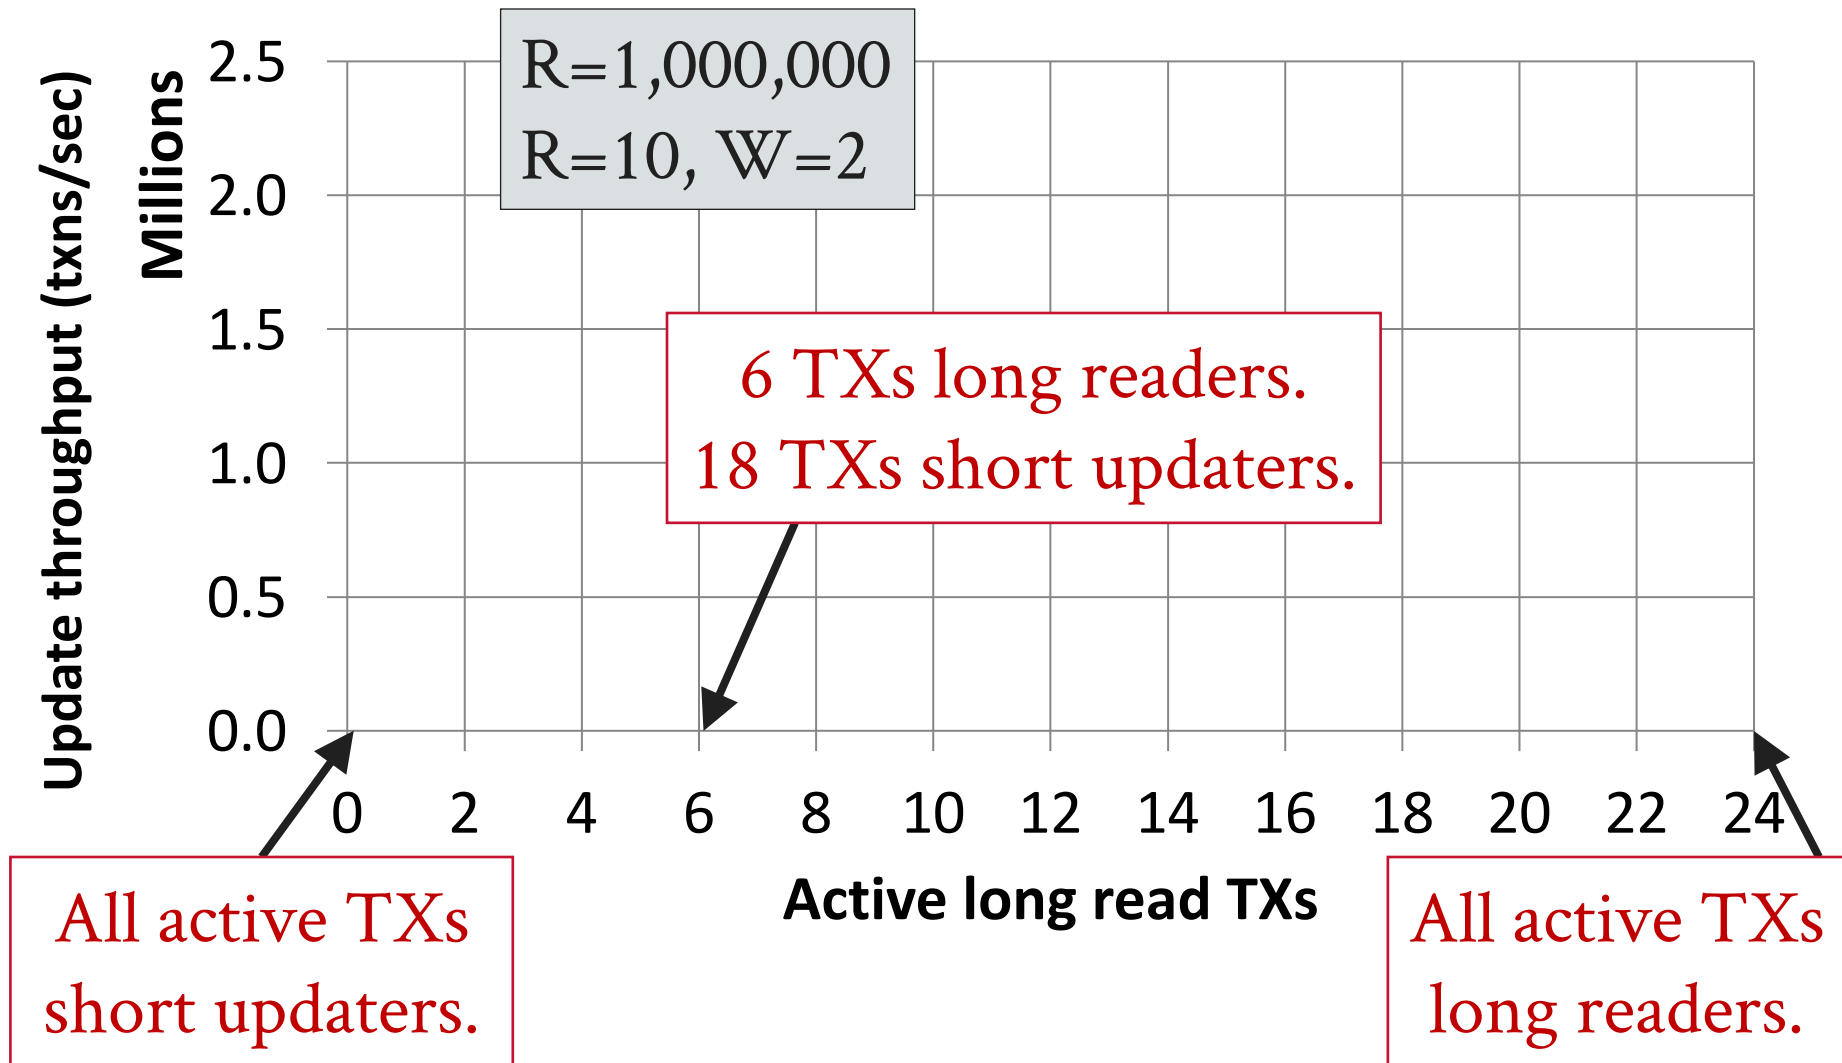 R=1,000,000
R=10, W=2
Update throughput (txns/sec)
Millions
2.5
2.0
1.5
1.0
0.5
0.0
6 TXs long readers.
18 TXs short updaters.
0 2 4 6 8 10 12 14 16 18 20 22 24
Active long read TXs
All active TXs
short updaters.
All active TXs
long readers.